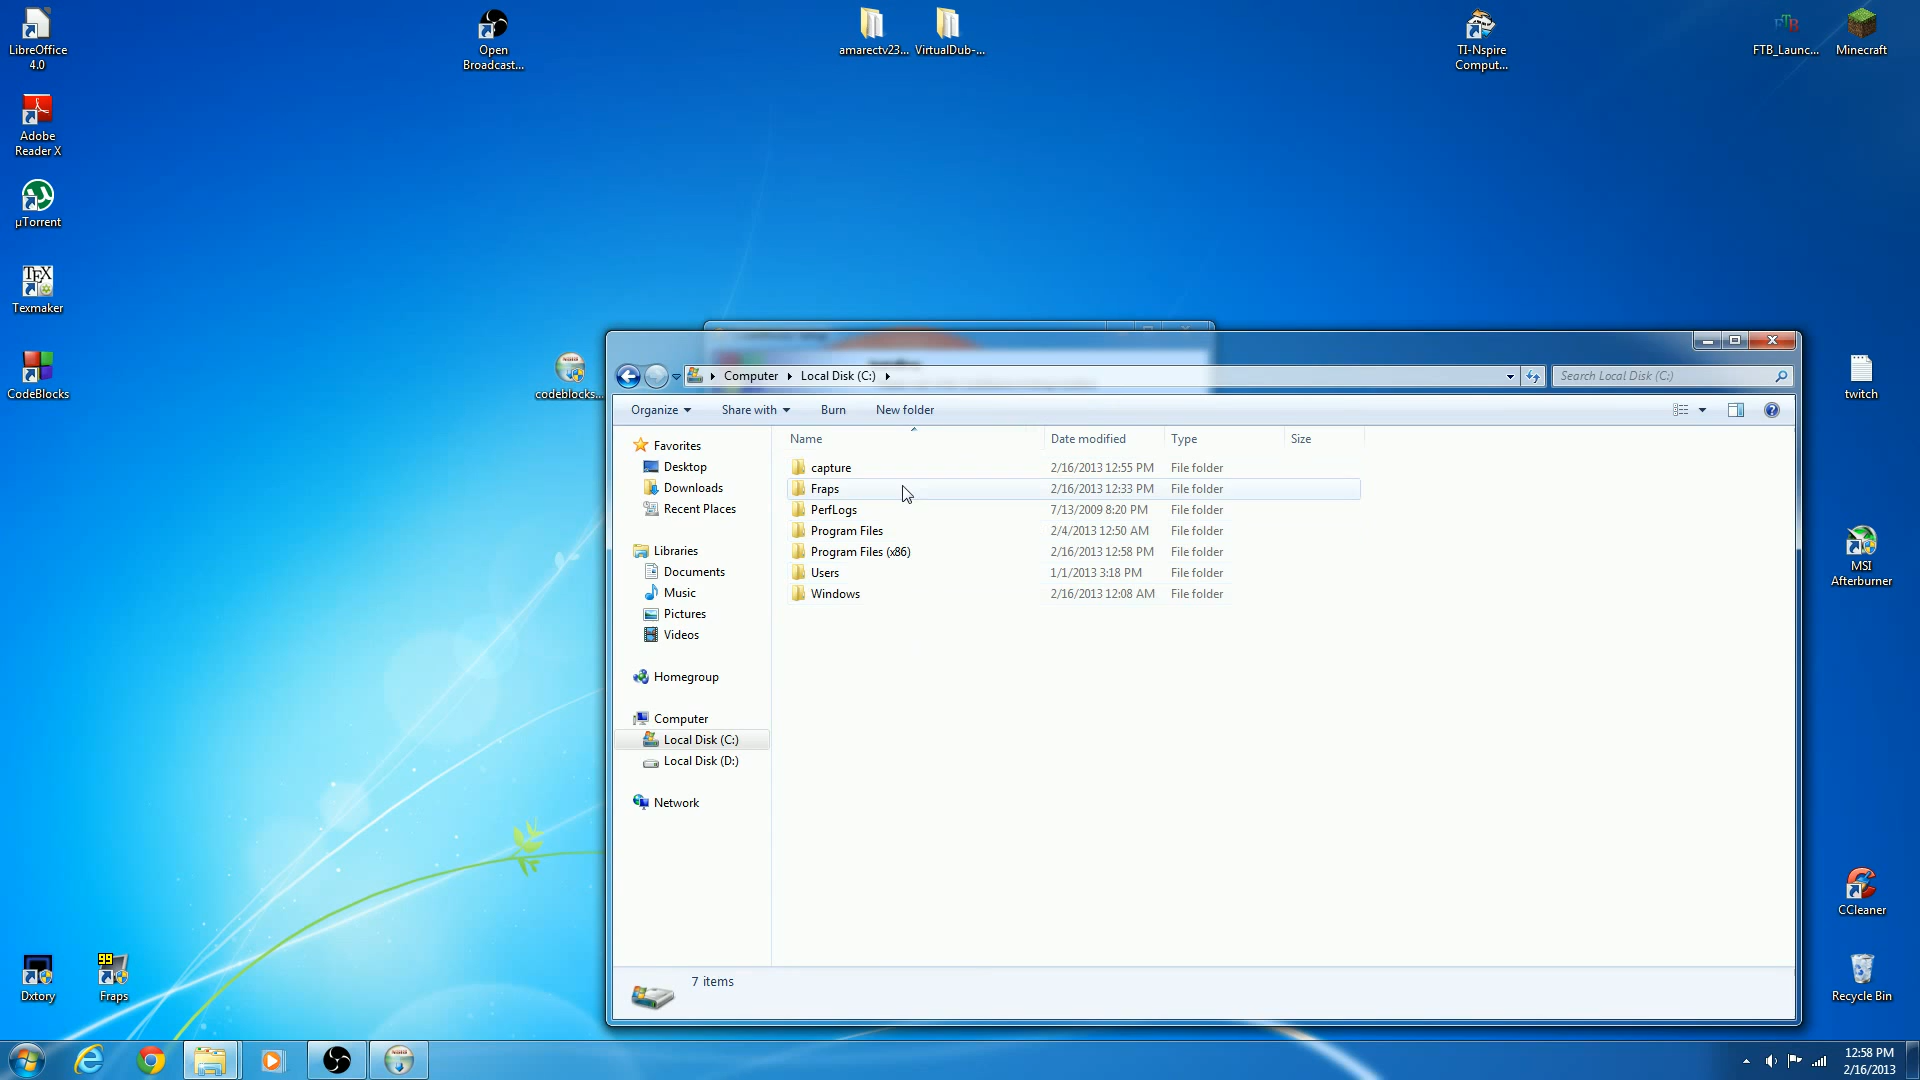 LibreOffice
4.0
Open
Broadcast...
amarectv23...
VirtualDub-...
TI-Nspire
Comput...
FTB_Launc...
Minecraft
Adobe
Reader X
µTorrent
TEX
Texmaker
CodeBlocks
codeblocks...
Computer
Local Disk (C:)
Search Local Disk (C:)
Organize
Share with
Burn
New folder
Name
Date modified
Type
Size
Favorites
Desktop
Downloads
Recent Places
Libraries
Documents
Music
Pictures
Videos
Homegroup
Computer
Local Disk (C:)
Local Disk (D:)
Network
capture 2/16/2013 12:55 PM File folder
Fraps 2/16/2013 12:33 PM File folder
PerfLogs 7/13/2009 8:20 PM File folder
Program Files 2/4/2013 12:50 AM File folder
Program Files (x86) 2/16/2013 12:58 PM File folder
Users 1/1/2013 3:18 PM File folder
Windows 2/16/2013 12:08 AM File folder
7 items
twitch
MSI
Afterburner
CCleaner
Recycle Bin
Dxtory
99
Fraps
12:58 PM
2/16/2013